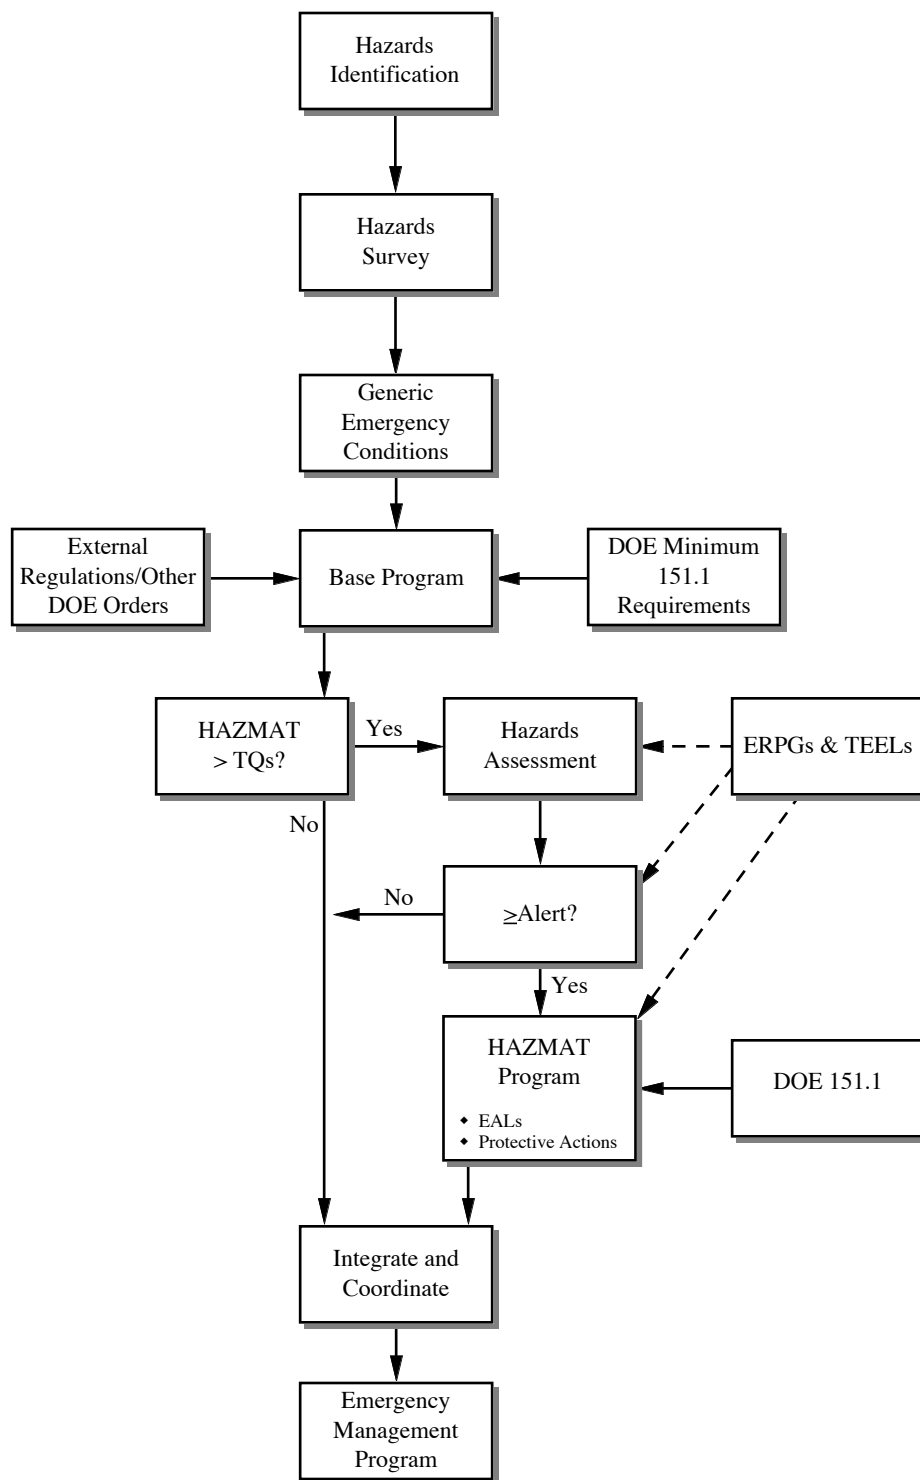 Hazards
Identification
Hazards
Survey
Generic
Emergency
Conditions
External
Regulations/Other
DOE Orders
Base Program
DOE Minimum
151.1
Requirements
HAZMAT
> TQs?
Yes
Hazards
Assessment
ERPGs & TEELs
No
No
≥Alert?
Yes
HAZMAT
Program
◆ EALs
◆ Protective Actions
DOE 151.1
Integrate and
Coordinate
Emergency
Management
Program